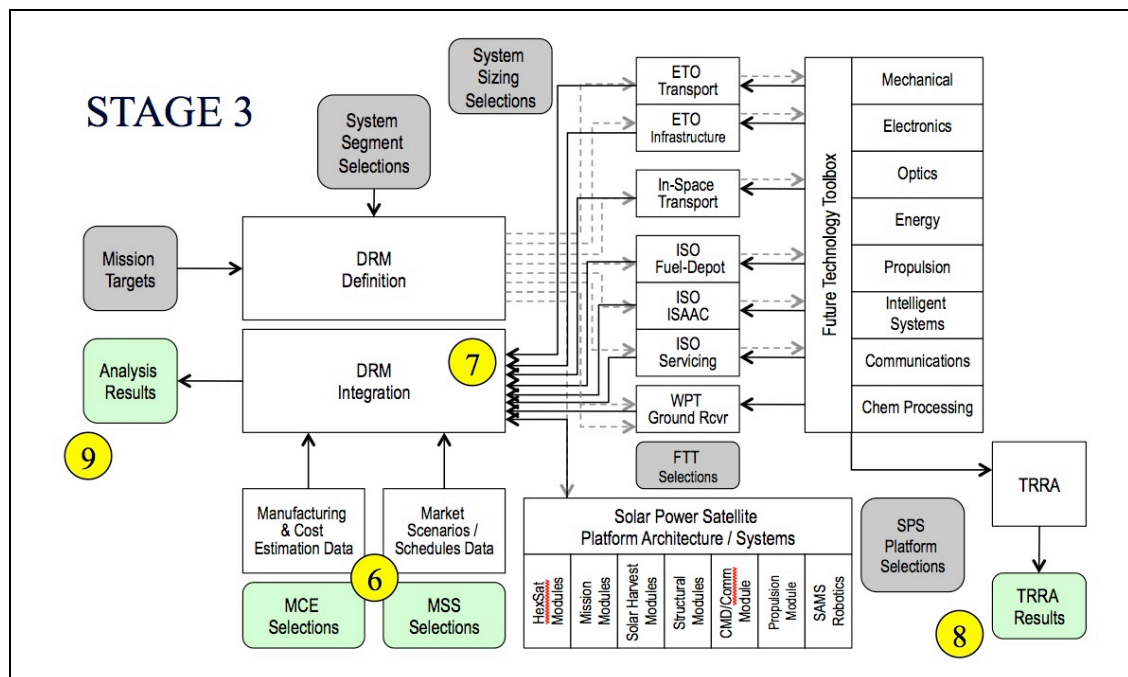 STAGE 3
System
Sizing
Selections
System
Segment
Selections
Mission
Targets
DRM
Definition
Analysis
Results
9
DRM
Integration
7
Manufacturing
& Cost
Estimation Data
Market
Scenarios /
Schedules Data
6
MCE
Selections
MSS
Selections
ETO
Transport
ETO
Infrastructure
In-Space
Transport
ISO
Fuel-Depot
ISO
ISAAC
ISO
Servicing
WPT
Ground Rcvr
FTT
Selections
Future Technology Toolbox
Mechanical
Electronics
Optics
Energy
Propulsion
Intelligent
Systems
Communications
Chem Processing
Solar Power Satellite
Platform Architecture / Systems
HexSat
Modules
Mission
Modules
Solar Harvest
Modules
Structural
Modules
CMD/Comm
Module
Propulsion
Module
SAMS
Robotics
SPS
Platform
Selections
TRRA
8
TRRA
Results